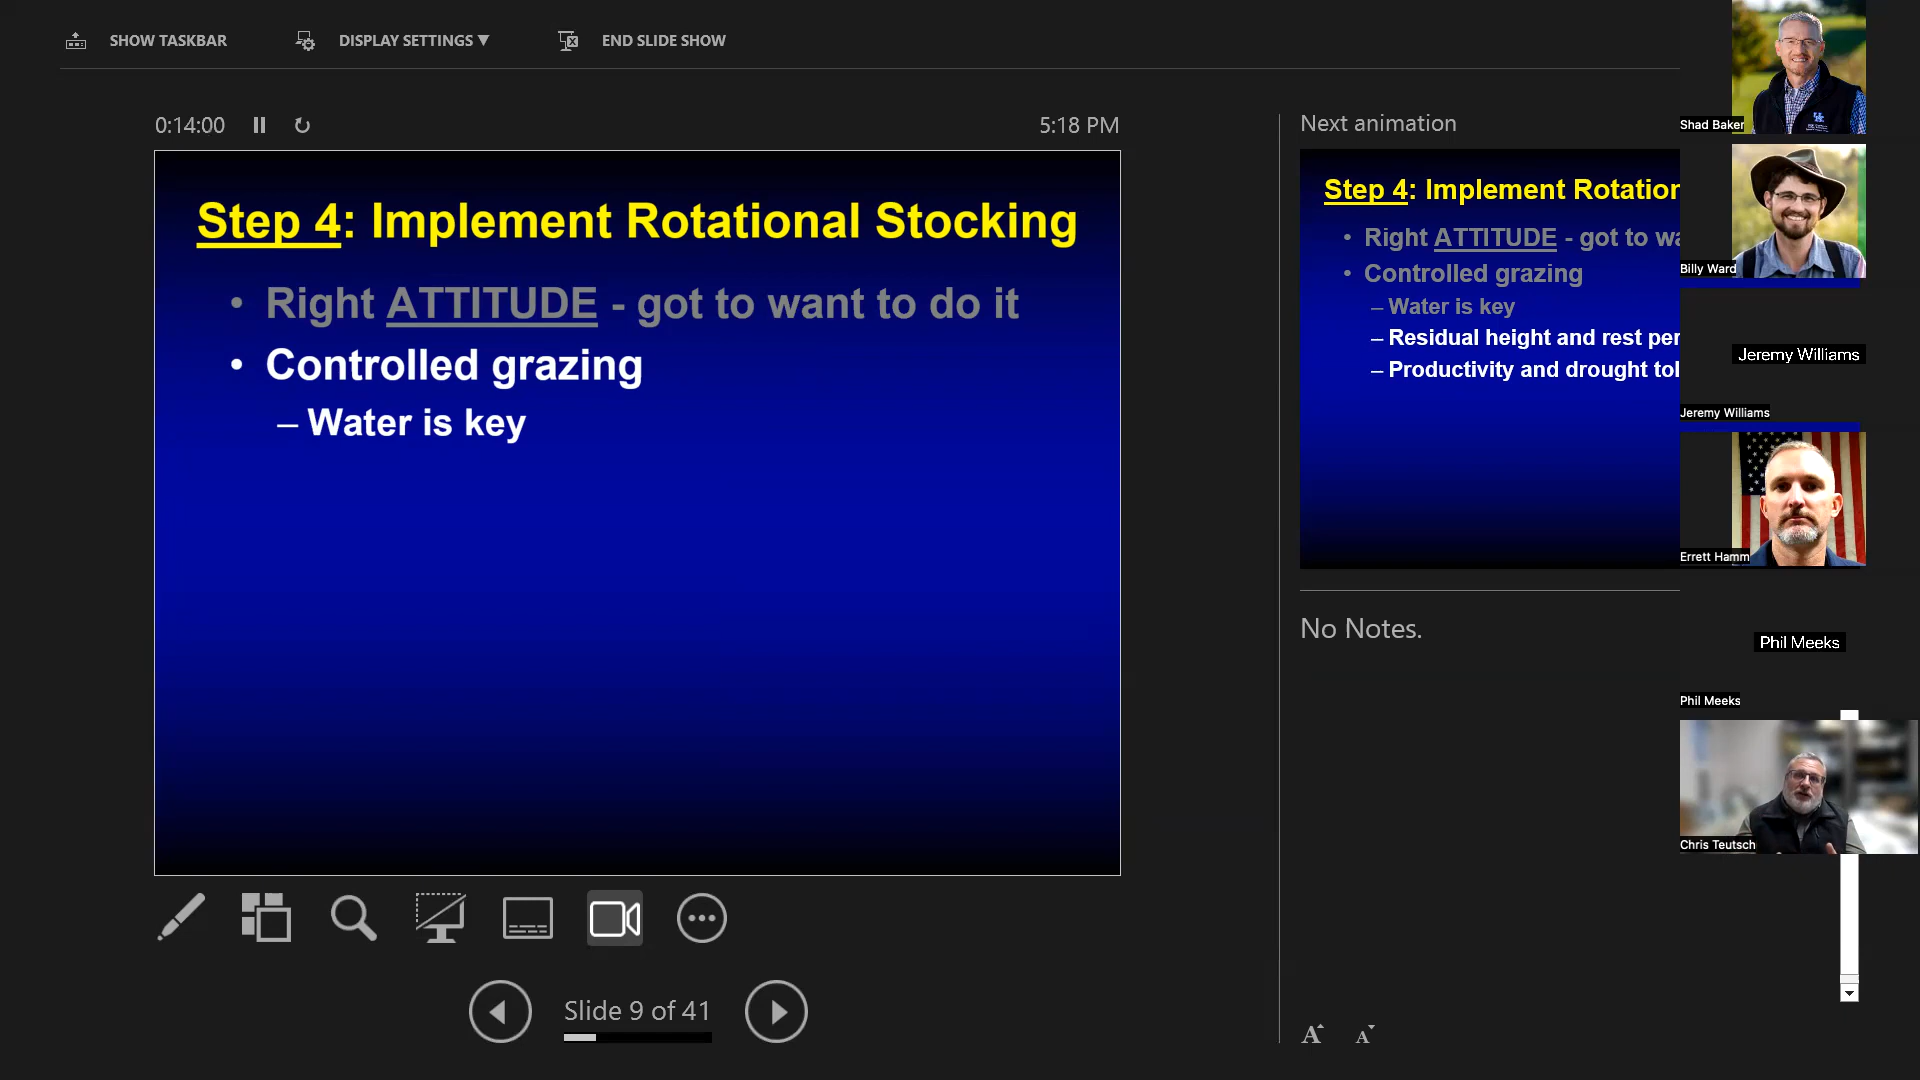 SHOW TASKBAR
DISPLAY SETTINGS ▼
END SLIDE SHOW
0:14:00
5:18 PM
Step 4: Implement Rotational Stocking
• Right ATTITUDE - got to want to do it
• Controlled grazing
– Water is key
Slide 9 of 41
Next animation
Step 4: Implement Rotation
• Right ATTITUDE - got to wa
• Controlled grazing
– Water is key
– Residual height and rest per
– Productivity and drought tol
No Notes.
A A
Shad Baker
Billy Ward
Jeremy Williams
Jeremy Williams
Errett Hamm
Phil Meeks
Phil Meeks
Chris Teutsch